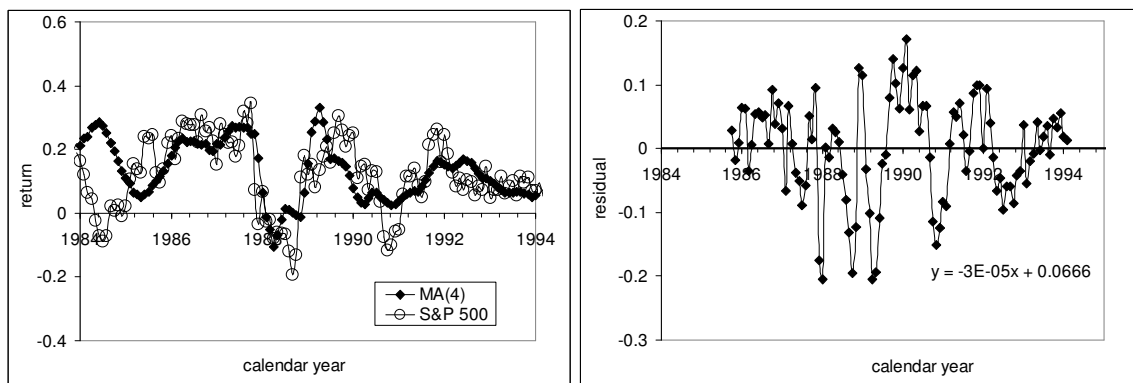 0.6
0.4
0.2
0
-0.2
-0.4
return
1984 1986 1988 1990 1992 1994
MA(4)
S&P 500
calendar year
0.2
0.1
0
-0.1
-0.2
-0.3
residual
1984 1986 1988 1990 1992 1994
y = -3E-05x + 0.0666
calendar year